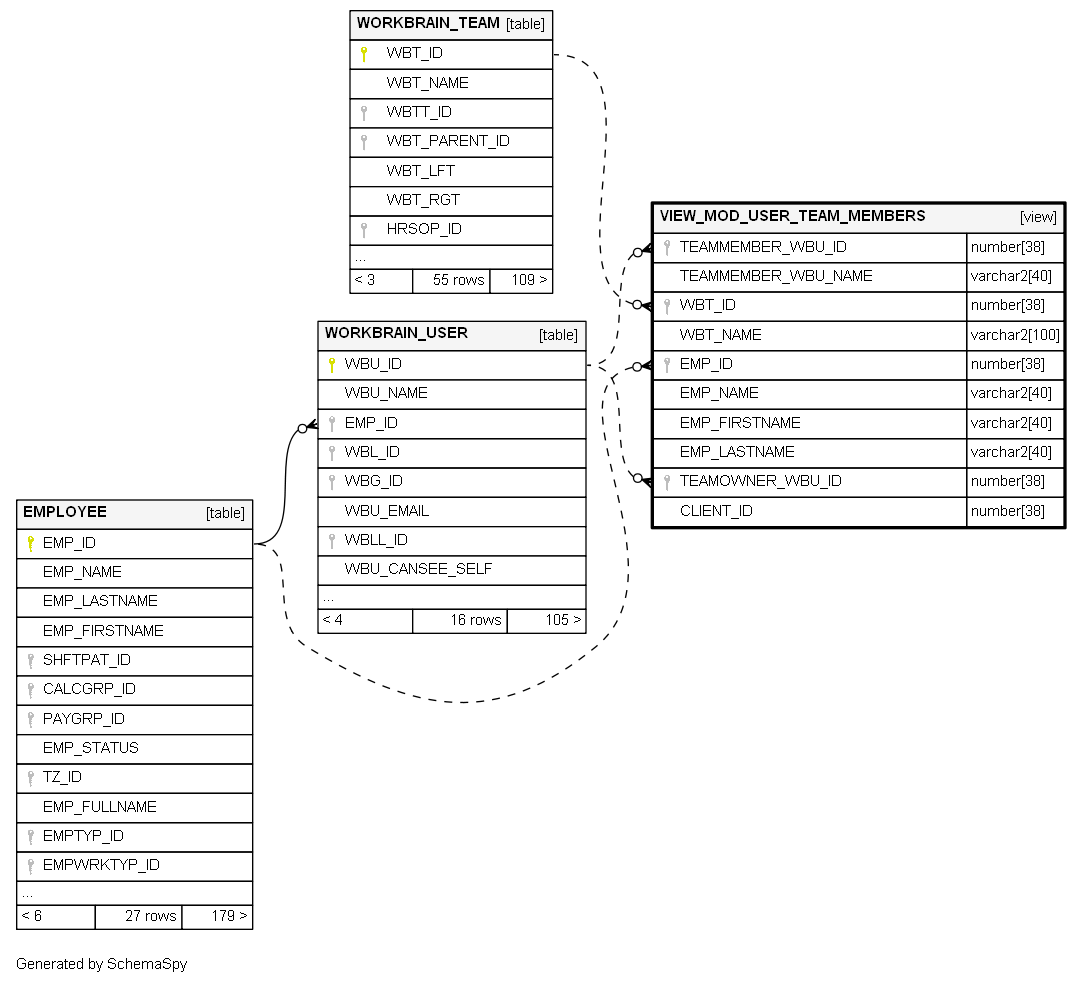 WORKBRAIN_TEAM [table]
WBT_ID
WBT_NAME
WBTT_ID
WBT_PARENT_ID
WBT_LFT
WBT_RGT
HRSOP_ID
...
< 3 55 rows 109 >
VIEW_MOD_USER_TEAM_MEMBERS [view]
TEAMMEMBER_WBU_ID number[38]
TEAMMEMBER_WBU_NAME varchar2[40]
WBT_ID number[38]
WBT_NAME varchar2[100]
EMP_ID number[38]
EMP_NAME varchar2[40]
EMP_FIRSTNAME varchar2[40]
EMP_LASTNAME varchar2[40]
TEAMOWNER_WBU_ID number[38]
CLIENT_ID number[38]
WORKBRAIN_USER [table]
WBU_ID
WBU_NAME
EMP_ID
WBL_ID
WBG_ID
WBU_EMAIL
WBLL_ID
WBU_CANSEE_SELF
...
< 4 16 rows 105 >
EMPLOYEE [table]
EMP_ID
EMP_NAME
EMP_LASTNAME
EMP_FIRSTNAME
SHFTPAT_ID
CALCGRP_ID
PAYGRP_ID
EMP_STATUS
TZ_ID
EMP_FULLNAME
EMPTYP_ID
EMPWRKTYP_ID
...
< 6 27 rows 179 >
Generated by SchemaSpy